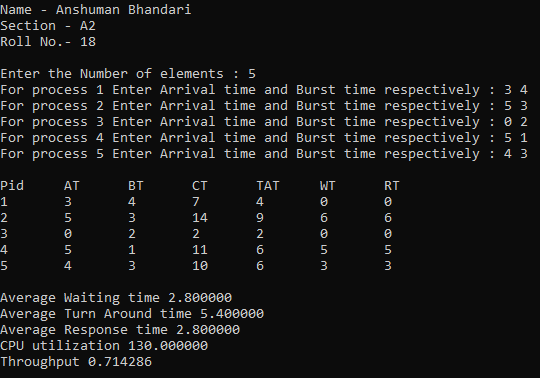 Name - Anshuman Bhandari
Section - A2
Roll No.- 18
Enter the Number of elements : 5
For process 1 Enter Arrival time and Burst time respectively : 3 4
For process 2 Enter Arrival time and Burst time respectively : 5 3
For process 3 Enter Arrival time and Burst time respectively : 0 2
For process 4 Enter Arrival time and Burst time respectively : 5 1
For process 5 Enter Arrival time and Burst time respectively : 4 3
Pid AT BT CT TAT WT RT
1 3 4 7 4 0 0
2 5 3 14 9 6 6
3 0 2 2 2 0 0
4 5 1 11 6 5 5
5 4 3 10 6 3 3
Average Waiting time 2.800000
Average Turn Around time 5.400000
Average Response time 2.800000
CPU utilization 130.000000
Throughput 0.714286